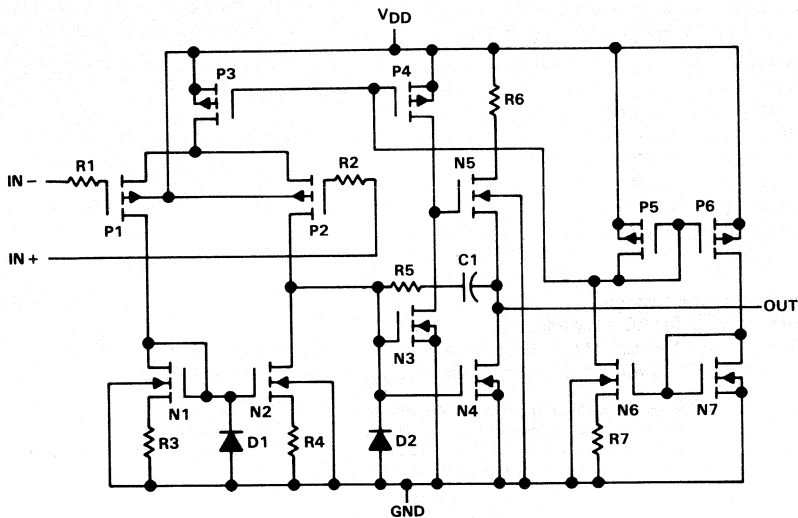 VDD
P3
P4
R6
R1
R2
N5
IN −
P1
P2
P5
P6
IN +
R5
C1
OUT
N3
N1
N2
N4
N6
N7
R3
D1
R4
D2
R7
GND